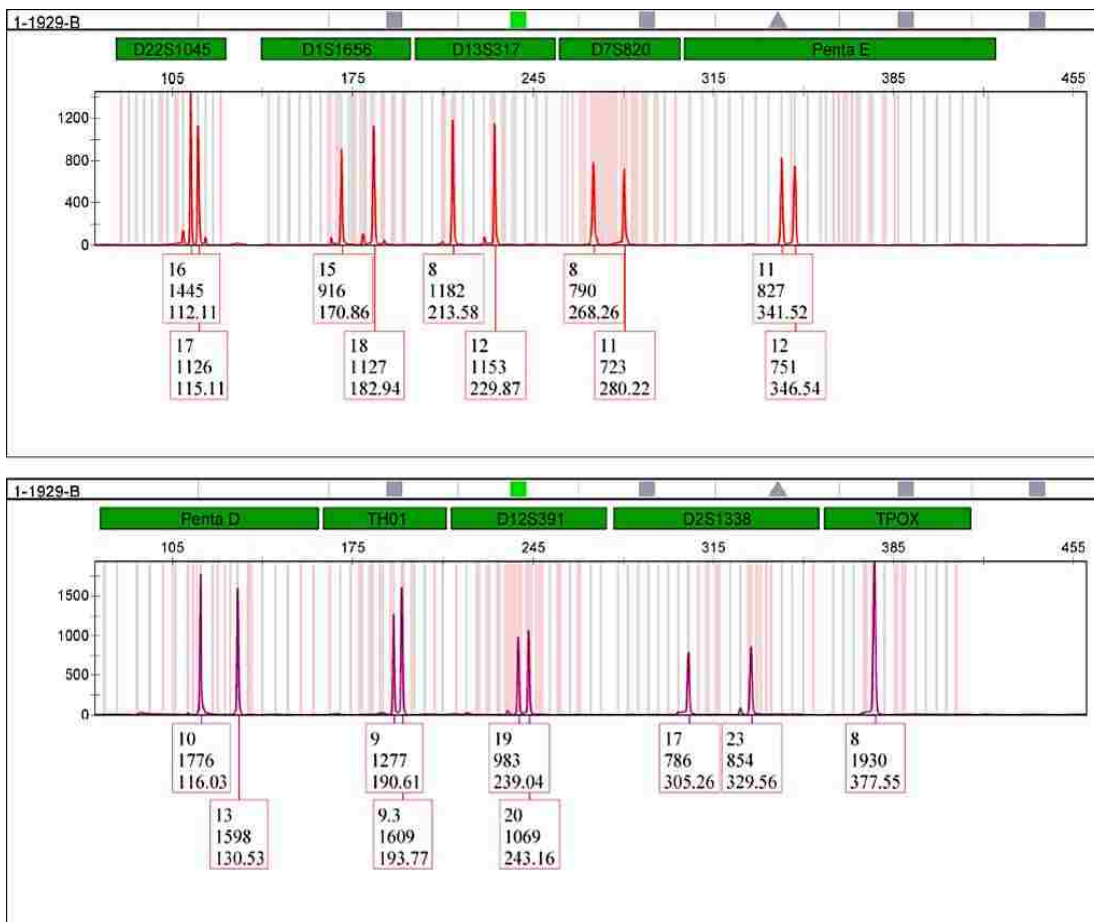 1-1929-B
D22S1045 D1S1656 D13S317 D7S820 Penta E
105 175 245 315 385 455
1200
800
400
0
16 15 8 8 11
1445 916 1182 790 827
112.11 170.86 213.58 268.26 341.52
17 18 12 11 12
1126 1127 1153 723 751
115.11 182.94 229.87 280.22 346.54
1-1929-B
Penta D TH01 D12S391 D2S1338 TPOX
105 175 245 315 385 455
1500
1000
500
0
10 9 19 17 23 8
1776 1277 983 786 854 1930
116.03 190.61 239.04 305.26 329.56 377.55
13 9.3 20
1598 1609 1069
130.53 193.77 243.16